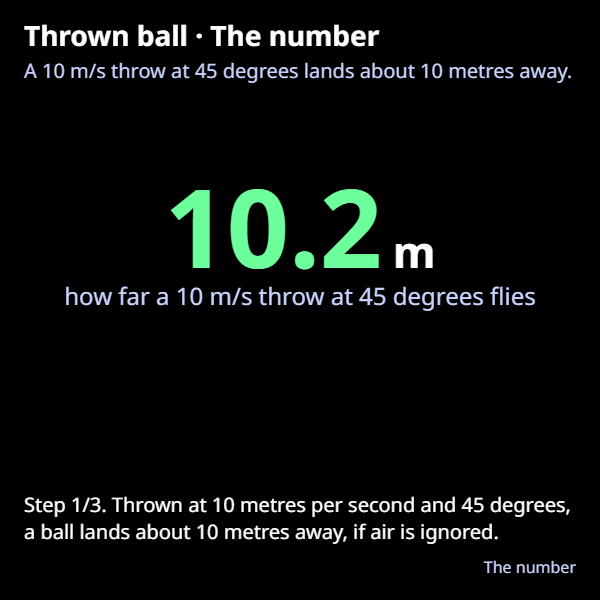 Thrown ball · The number
A 10 m/s throw at 45 degrees lands about 10 metres away.
10.2 m
how far a 10 m/s throw at 45 degrees flies
Step 1/3. Thrown at 10 metres per second and 45 degrees,
a ball lands about 10 metres away, if air is ignored.
The number